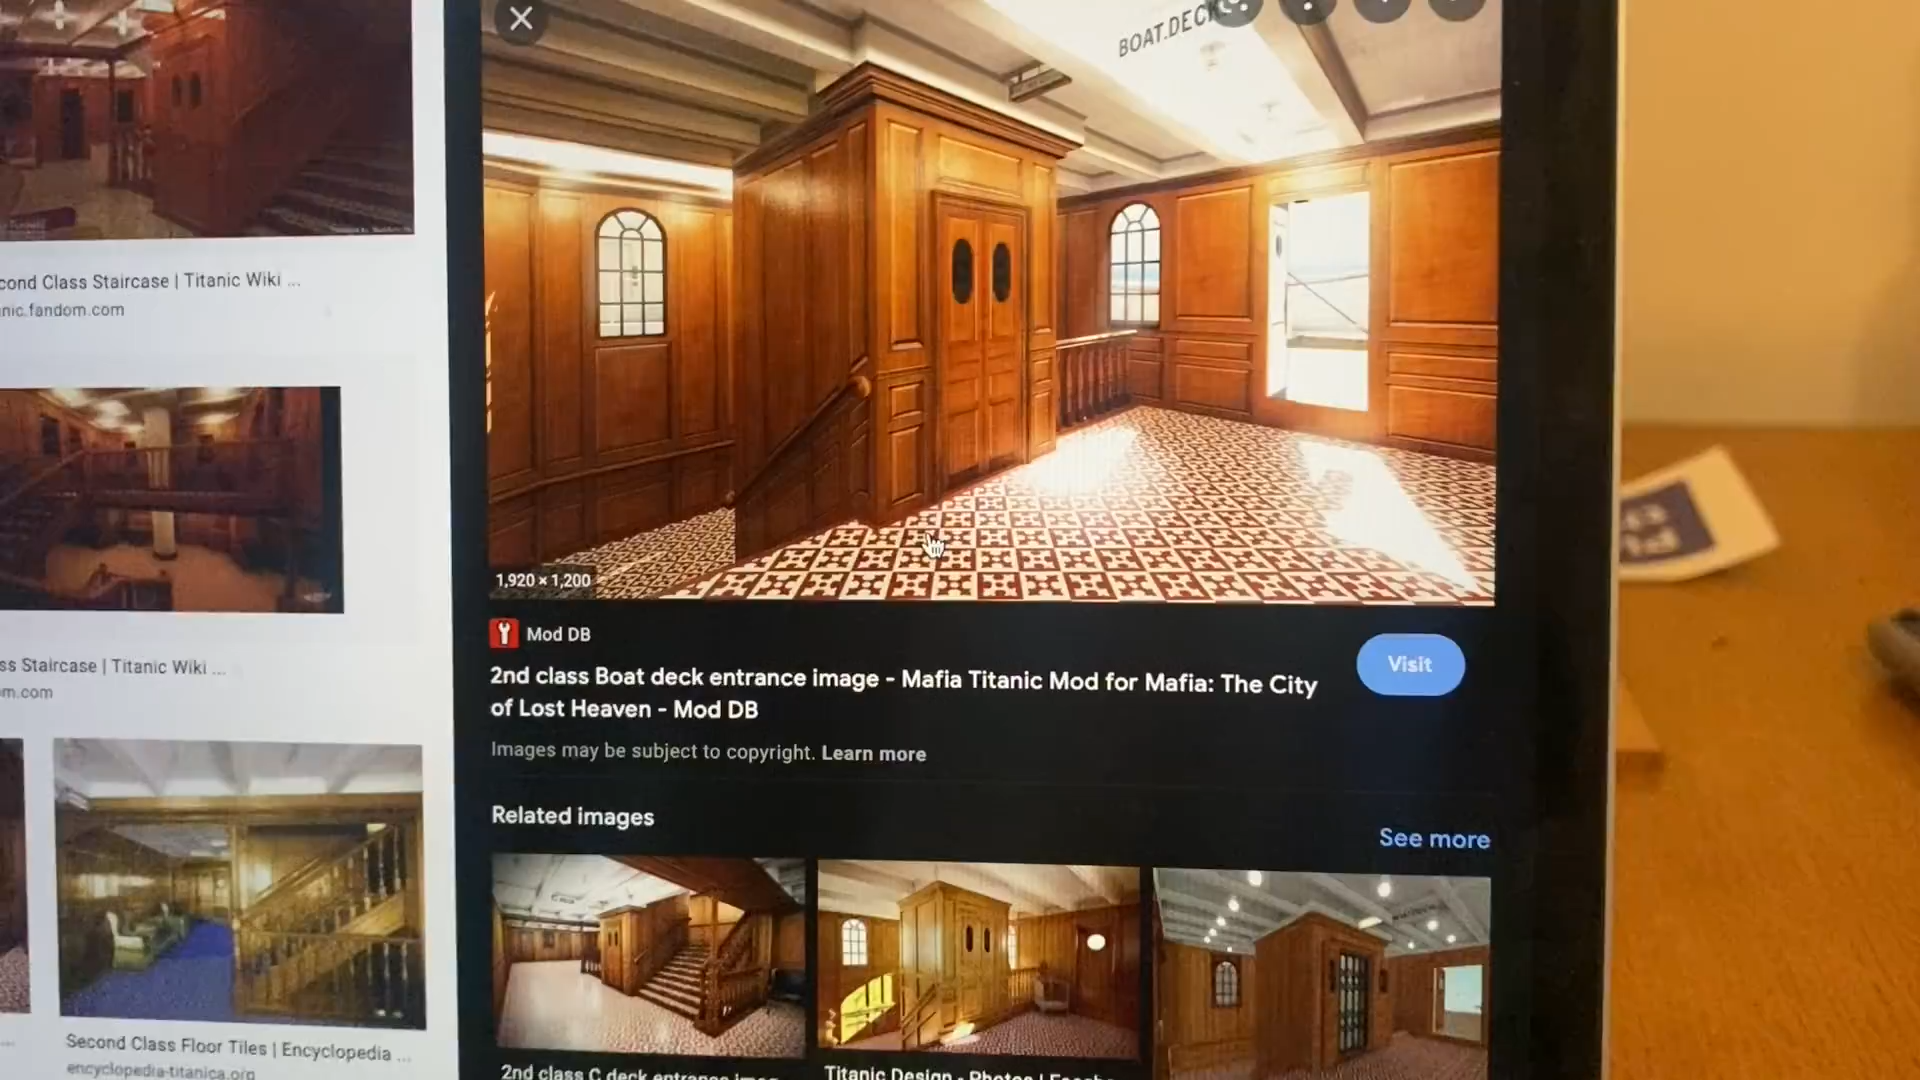 BOAT.DECK
cond Class Staircase | Titanic Wiki ...
nic.fandom.com
1,920 × 1,200
Mod DB
2nd class Boat deck entrance image - Mafia Titanic Mod for Mafia: The City
of Lost Heaven - Mod DB
Visit
Images may be subject to copyright. Learn more
ss Staircase | Titanic Wiki ...
m.com
Related images
See more
Second Class Floor Tiles | Encyclopedia ...
encyclopedia-titanica.org
2nd class C deck entrance imag...
Titanic Design - Photos | Facebo...